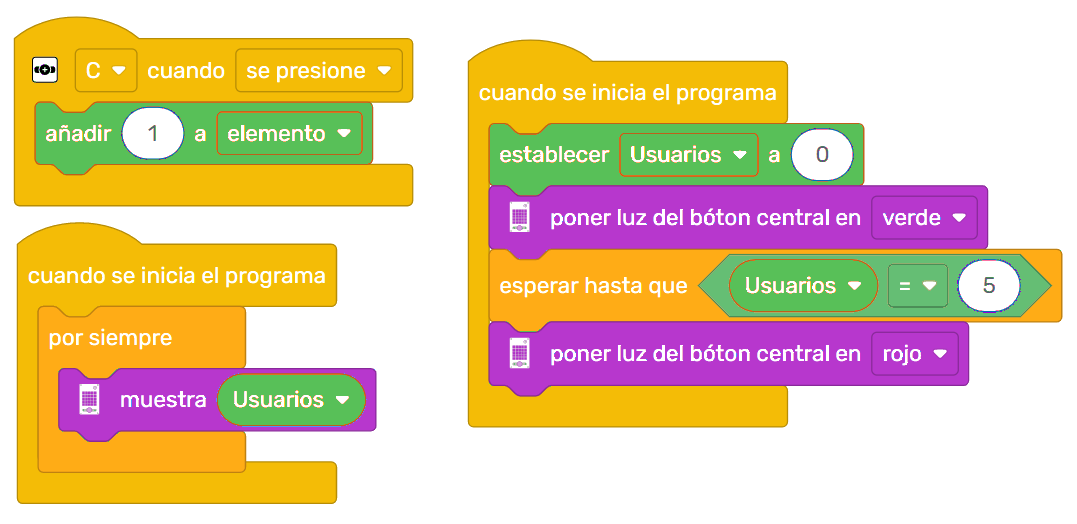 C cuando se presione
añadir 1 a elemento
cuando se inicia el programa
por siempre
muestra Usuarios
cuando se inicia el programa
establecer Usuarios a 0
poner luz del bóton central en verde
esperar hasta que Usuarios = 5
poner luz del bóton central en rojo